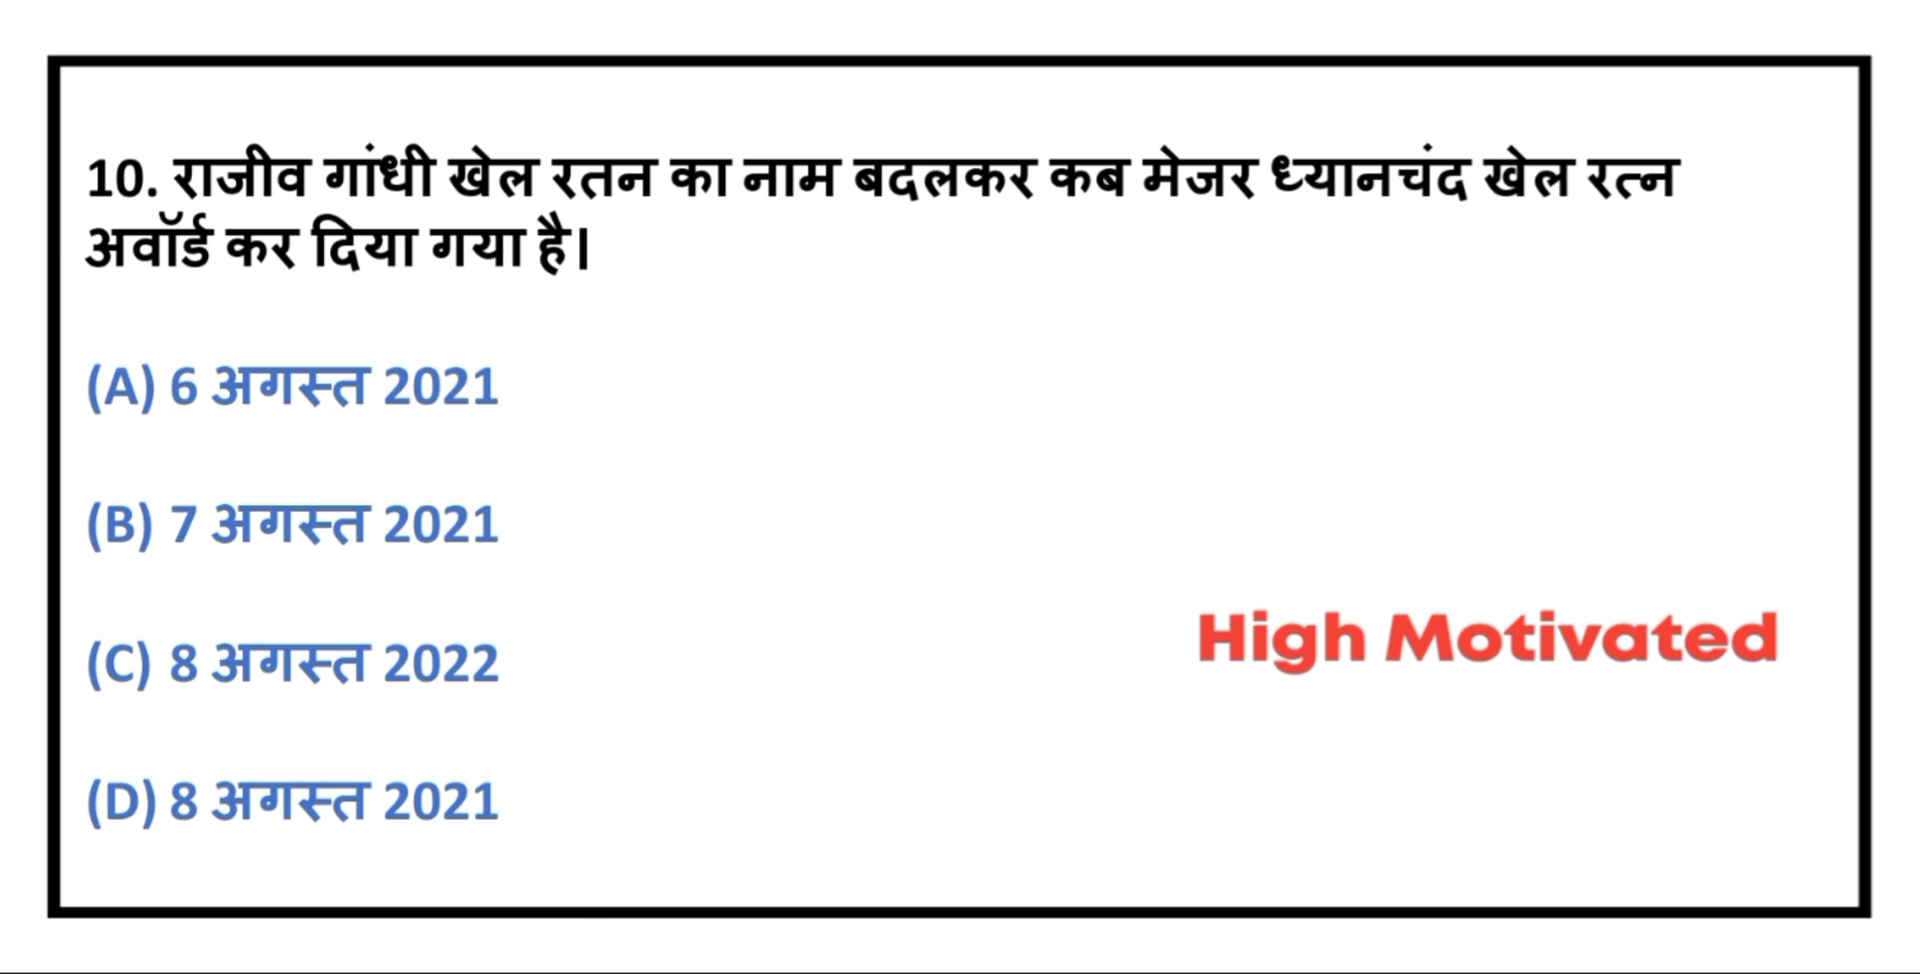 10. राजीव गांधी खेल रतन का नाम बदलकर कब मेजर ध्यानचंद खेल रत्न
अवॉर्ड कर दिया गया है।
(A) 6 अगस्त 2021
(B) 7 अगस्त 2021
(C) 8 अगस्त 2022
High Motivated
(D) 8 अगस्त 2021